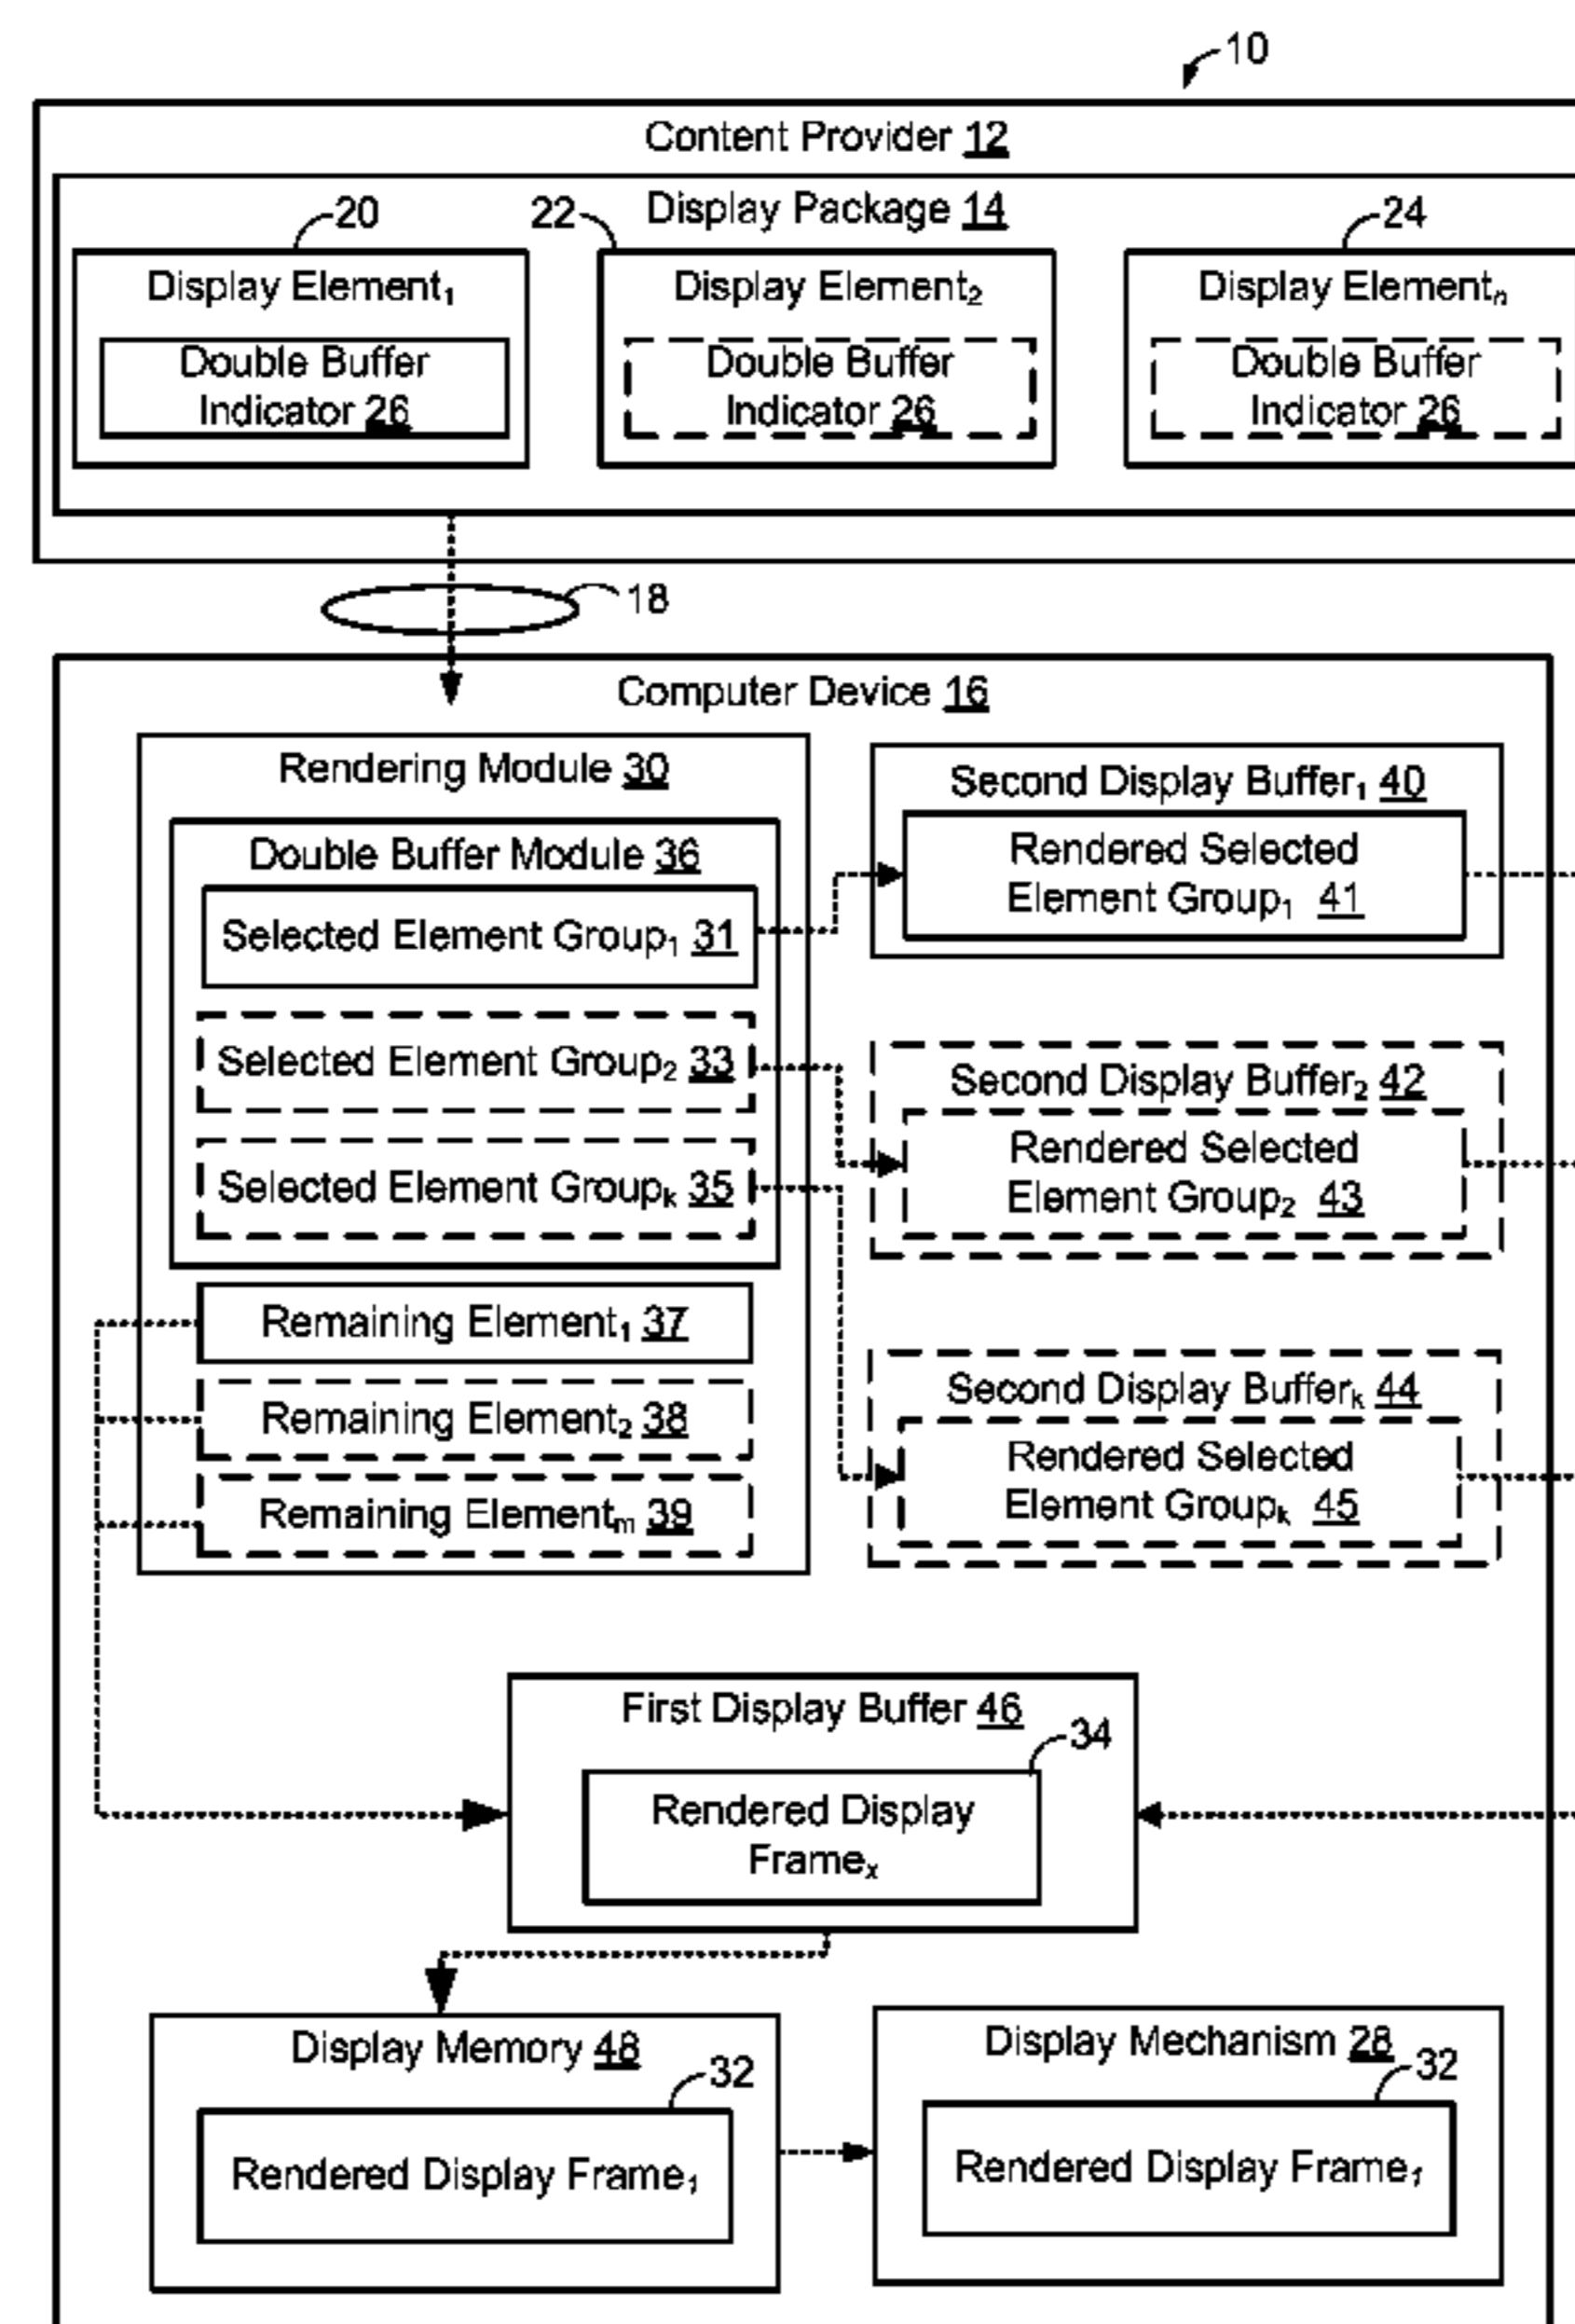 10
Content Provider 12
Display Package 14
20
22
24
Display Element₁
Display Element₂
Display Elementₙ
Double Buffer
Indicator 26
Double Buffer
Indicator 26
Double Buffer
Indicator 26
18
Computer Device 16
Rendering Module 30
Double Buffer Module 36
Selected Element Group₁ 31
Selected Element Group₂ 33
Selected Element Groupₖ 35
Remaining Element₁ 37
Remaining Element₂ 38
Remaining Elementₘ 39
Second Display Buffer₁ 40
Rendered Selected
Element Group₁ 41
Second Display Buffer₂ 42
Rendered Selected
Element Group₂ 43
Second Display Bufferₖ 44
Rendered Selected
Element Groupₖ 45
First Display Buffer 46
34
Rendered Display
Frameₓ
Display Memory 48
32
Rendered Display Frame₁
Display Mechanism 28
32
Rendered Display Frame₁